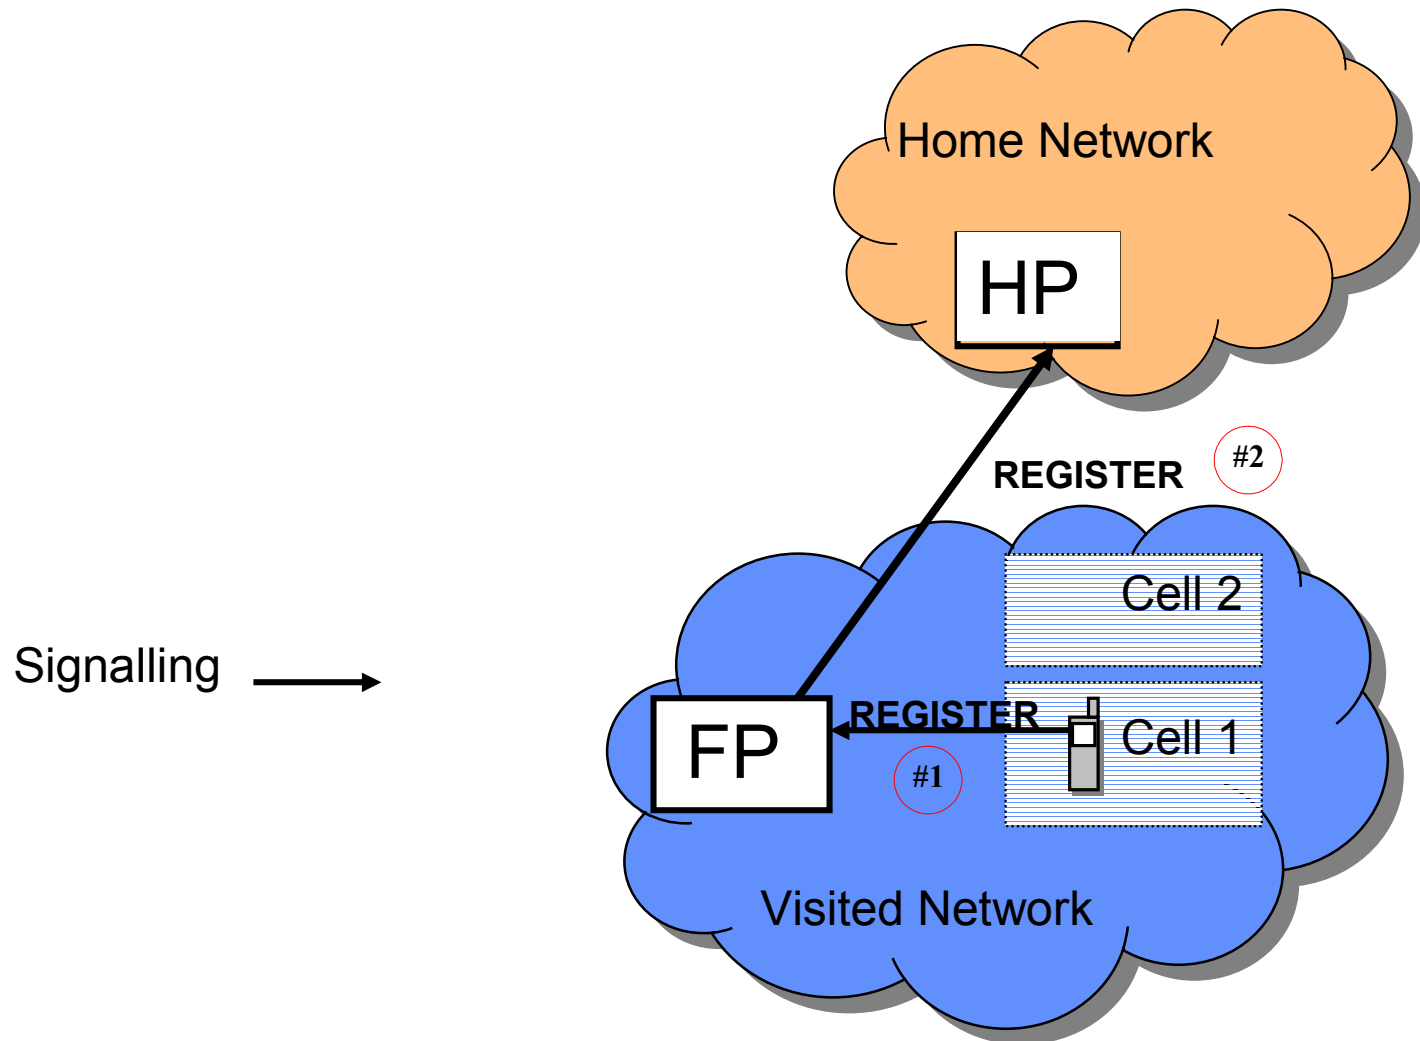 Home Network
HP
REGISTER #2
Cell 2
Signalling
REGISTER
FP
Cell 1
#1
Visited Network